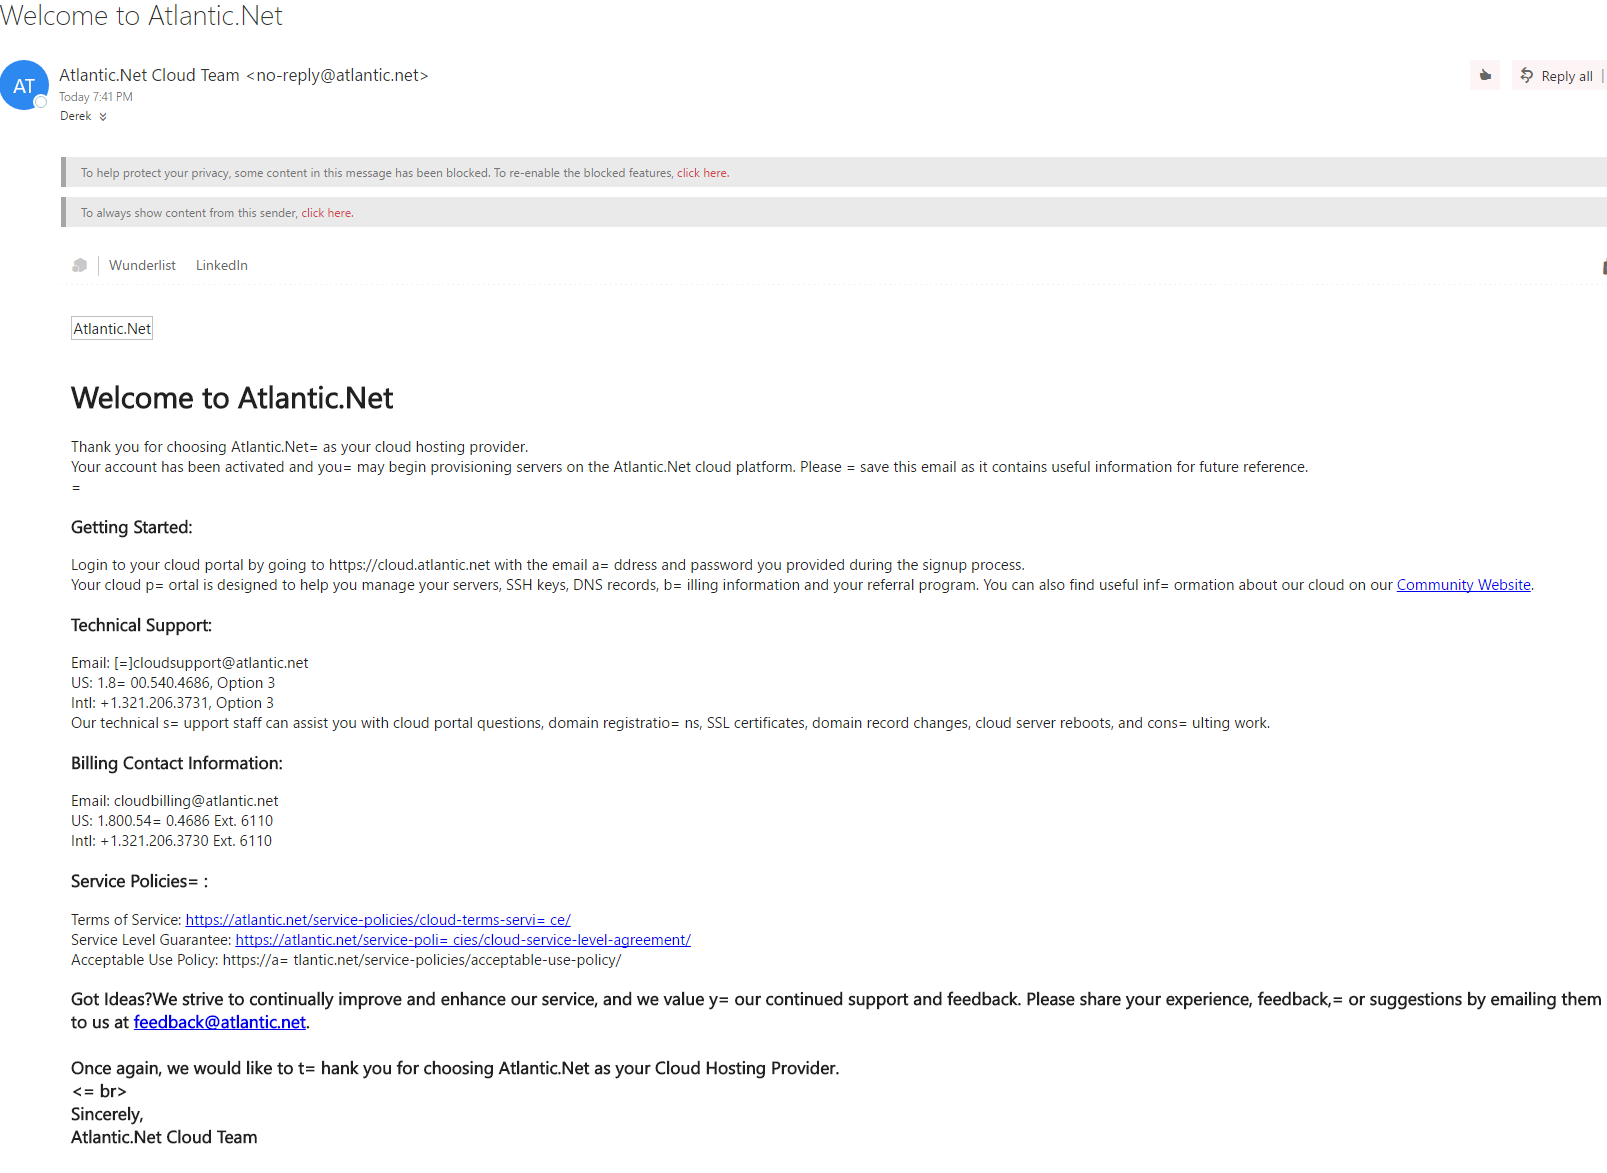 Welcome to Atlantic.Net
AT
Atlantic.Net Cloud Team <no-reply@atlantic.net>
Reply all
Today 7:41 PM
Derek
To help protect your privacy, some content in this message has been blocked. To re-enable the blocked features, click here.
To always show content from this sender, click here.
Wunderlist LinkedIn
Atlantic.Net
Welcome to Atlantic.Net
Thank you for choosing Atlantic.Net= as your cloud hosting provider.
Your account has been activated and you= may begin provisioning servers on the Atlantic.Net cloud platform. Please = save this email as it contains useful information for future reference.
=
Getting Started:
Login to your cloud portal by going to https://cloud.atlantic.net with the email a= ddress and password you provided during the signup process.
Your cloud p= ortal is designed to help you manage your servers, SSH keys, DNS records, b= illing information and your referral program. You can also find useful inf= ormation about our cloud on our Community Website.
Technical Support:
Email: [=]cloudsupport@atlantic.net
US: 1.8= 00.540.4686, Option 3
Intl: +1.321.206.3731, Option 3
Our technical s= upport staff can assist you with cloud portal questions, domain registratio= ns, SSL certificates, domain record changes, cloud server reboots, and cons= ulting work.
Billing Contact Information:
Email: cloudbilling@atlantic.net
US: 1.800.54= 0.4686 Ext. 6110
Intl: +1.321.206.3730 Ext. 6110
Service Policies= :
Terms of Service: https://atlantic.net/service-policies/cloud-terms-servi= ce/
Service Level Guarantee: https://atlantic.net/service-poli= cies/cloud-service-level-agreement/
Acceptable Use Policy: https://a= tlantic.net/service-policies/acceptable-use-policy/
Got Ideas?We strive to continually improve and enhance our service, and we value y= our continued support and feedback. Please share your experience, feedback,= or suggestions by emailing them
to us at feedback@atlantic.net.
Once again, we would like to t= hank you for choosing Atlantic.Net as your Cloud Hosting Provider.
<= br>
Sincerely,
Atlantic.Net Cloud Team